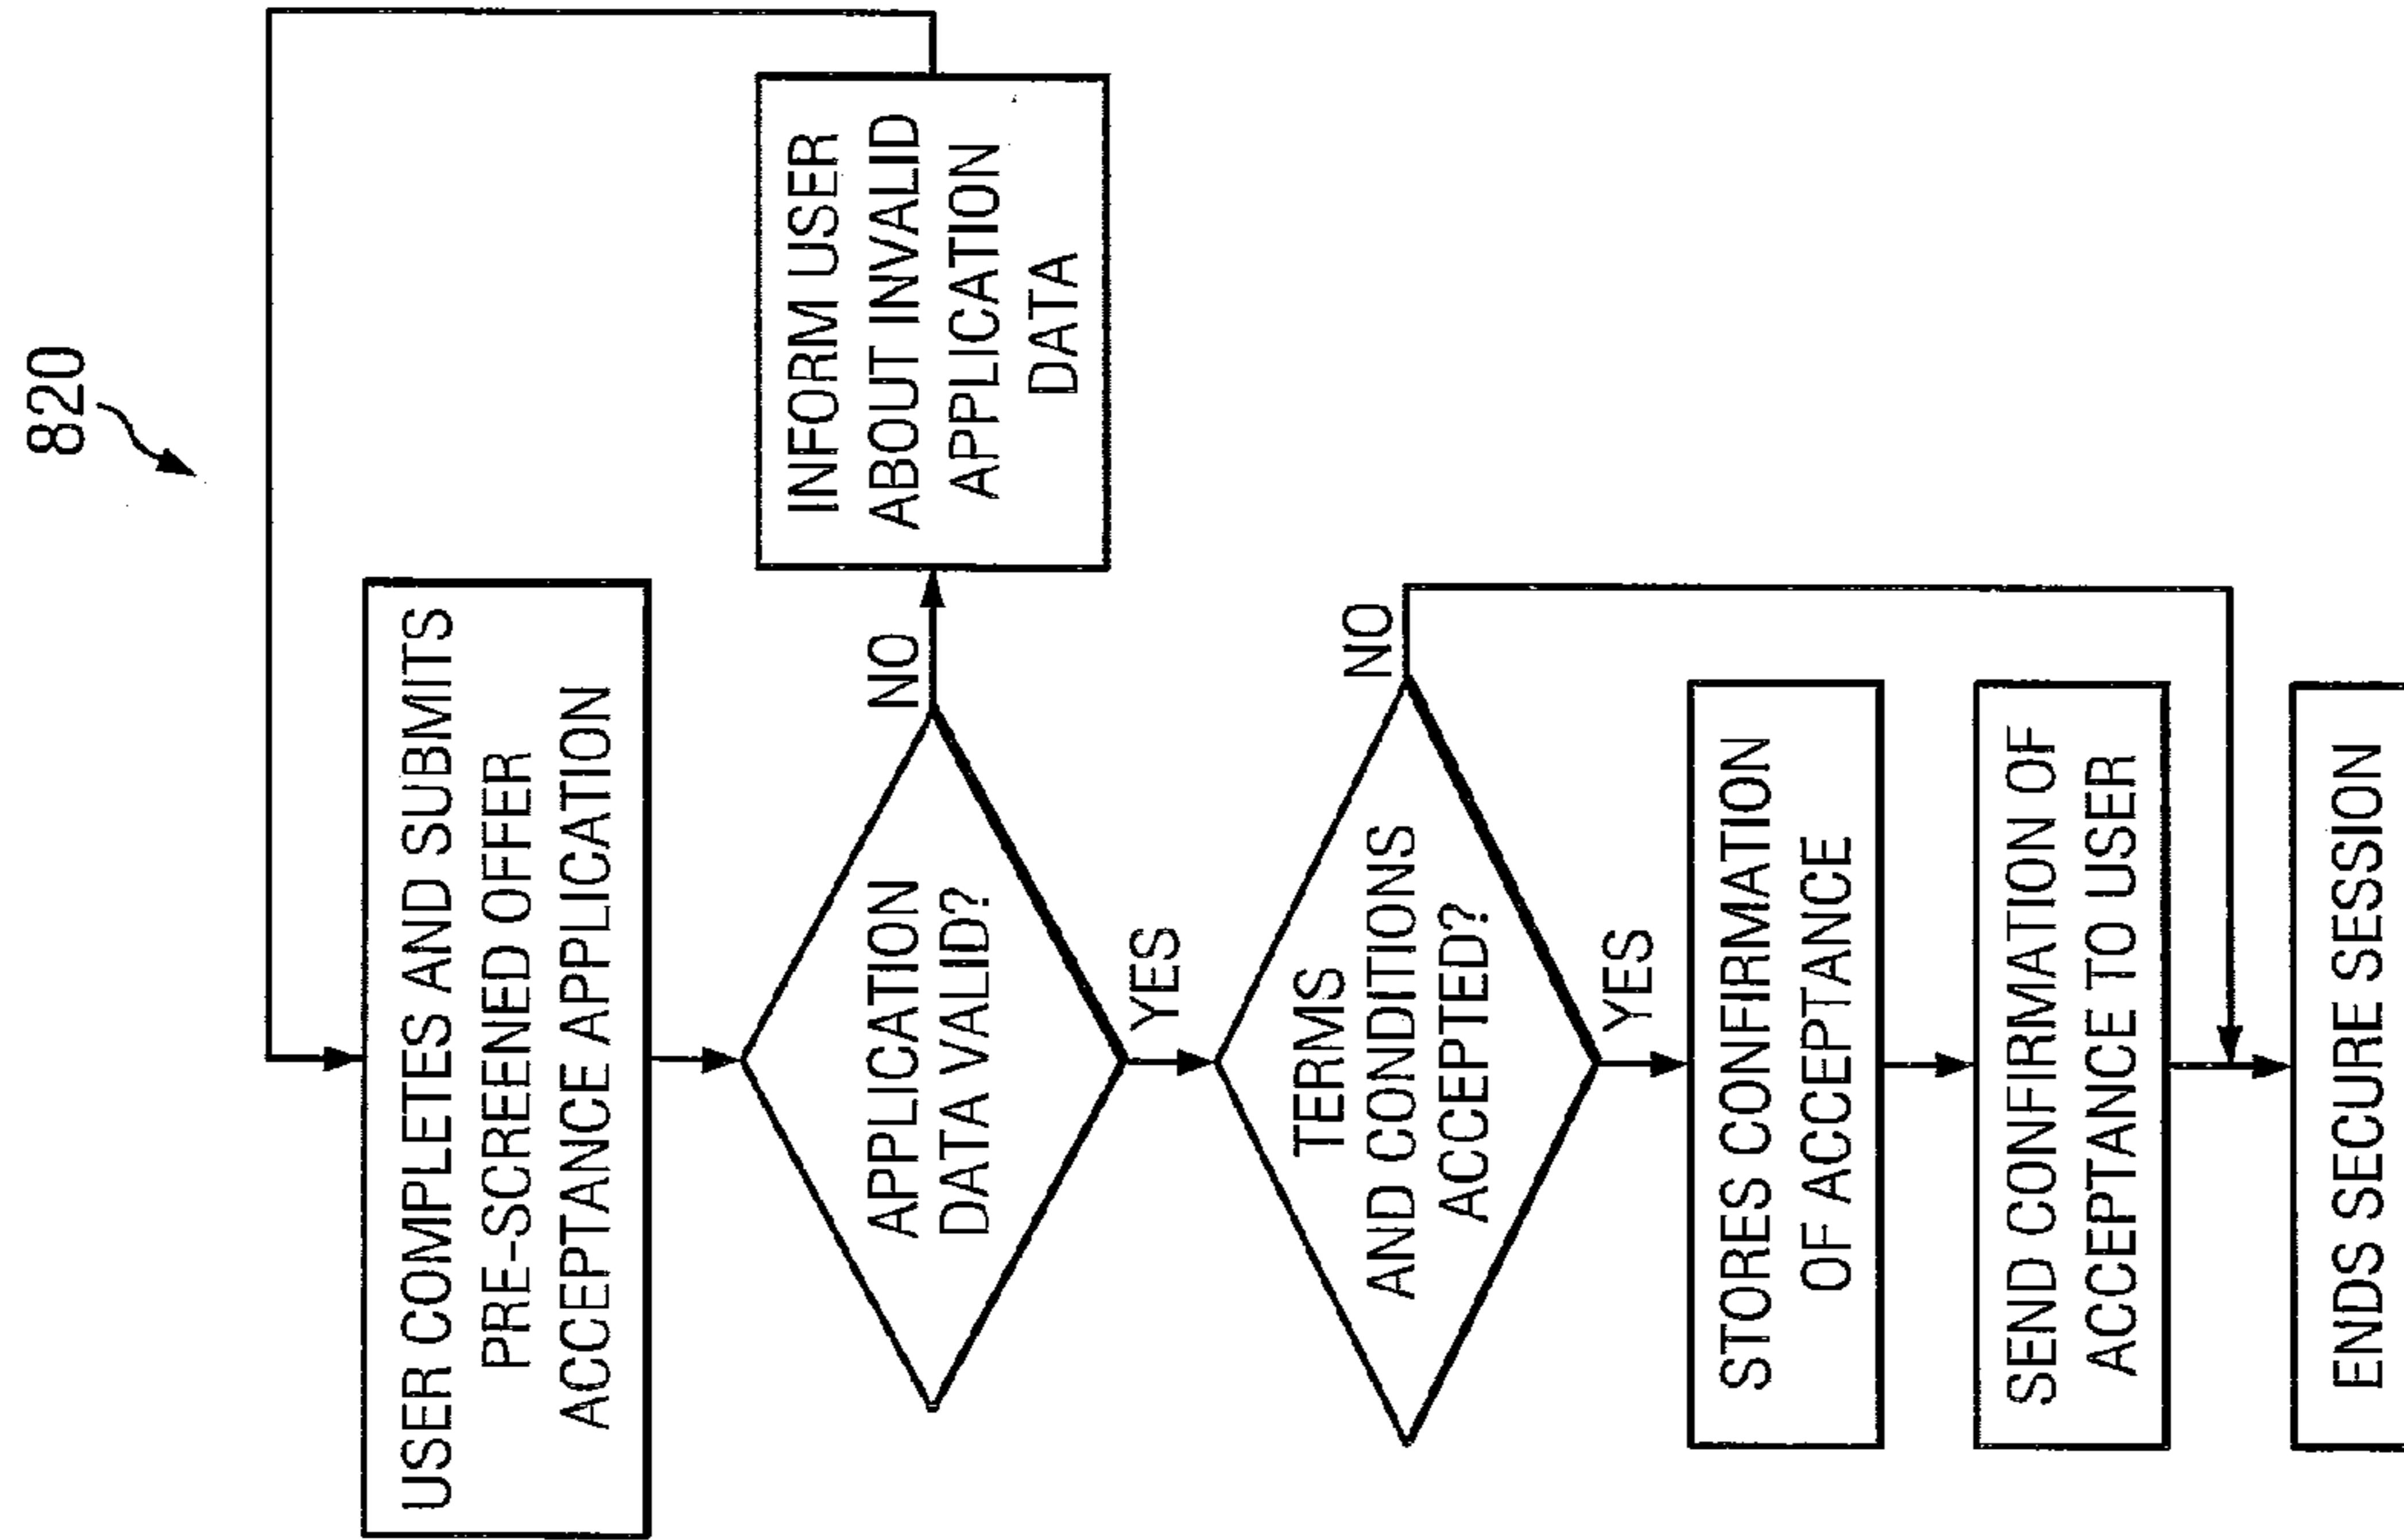 820
USER COMPLETES AND SUBMITS
PRE-SCREENED OFFER
ACCEPTANCE APPLICATION
APPLICATION
DATA VALID?
NO
INFORM USER
ABOUT INVALID
APPLICATION
DATA
YES
TERMS
AND CONDITIONS
ACCEPTED?
NO
YES
STORES CONFIRMATION
OF ACCEPTANCE
SEND CONFIRMATION OF
ACCEPTANCE TO USER
ENDS SECURE SESSION